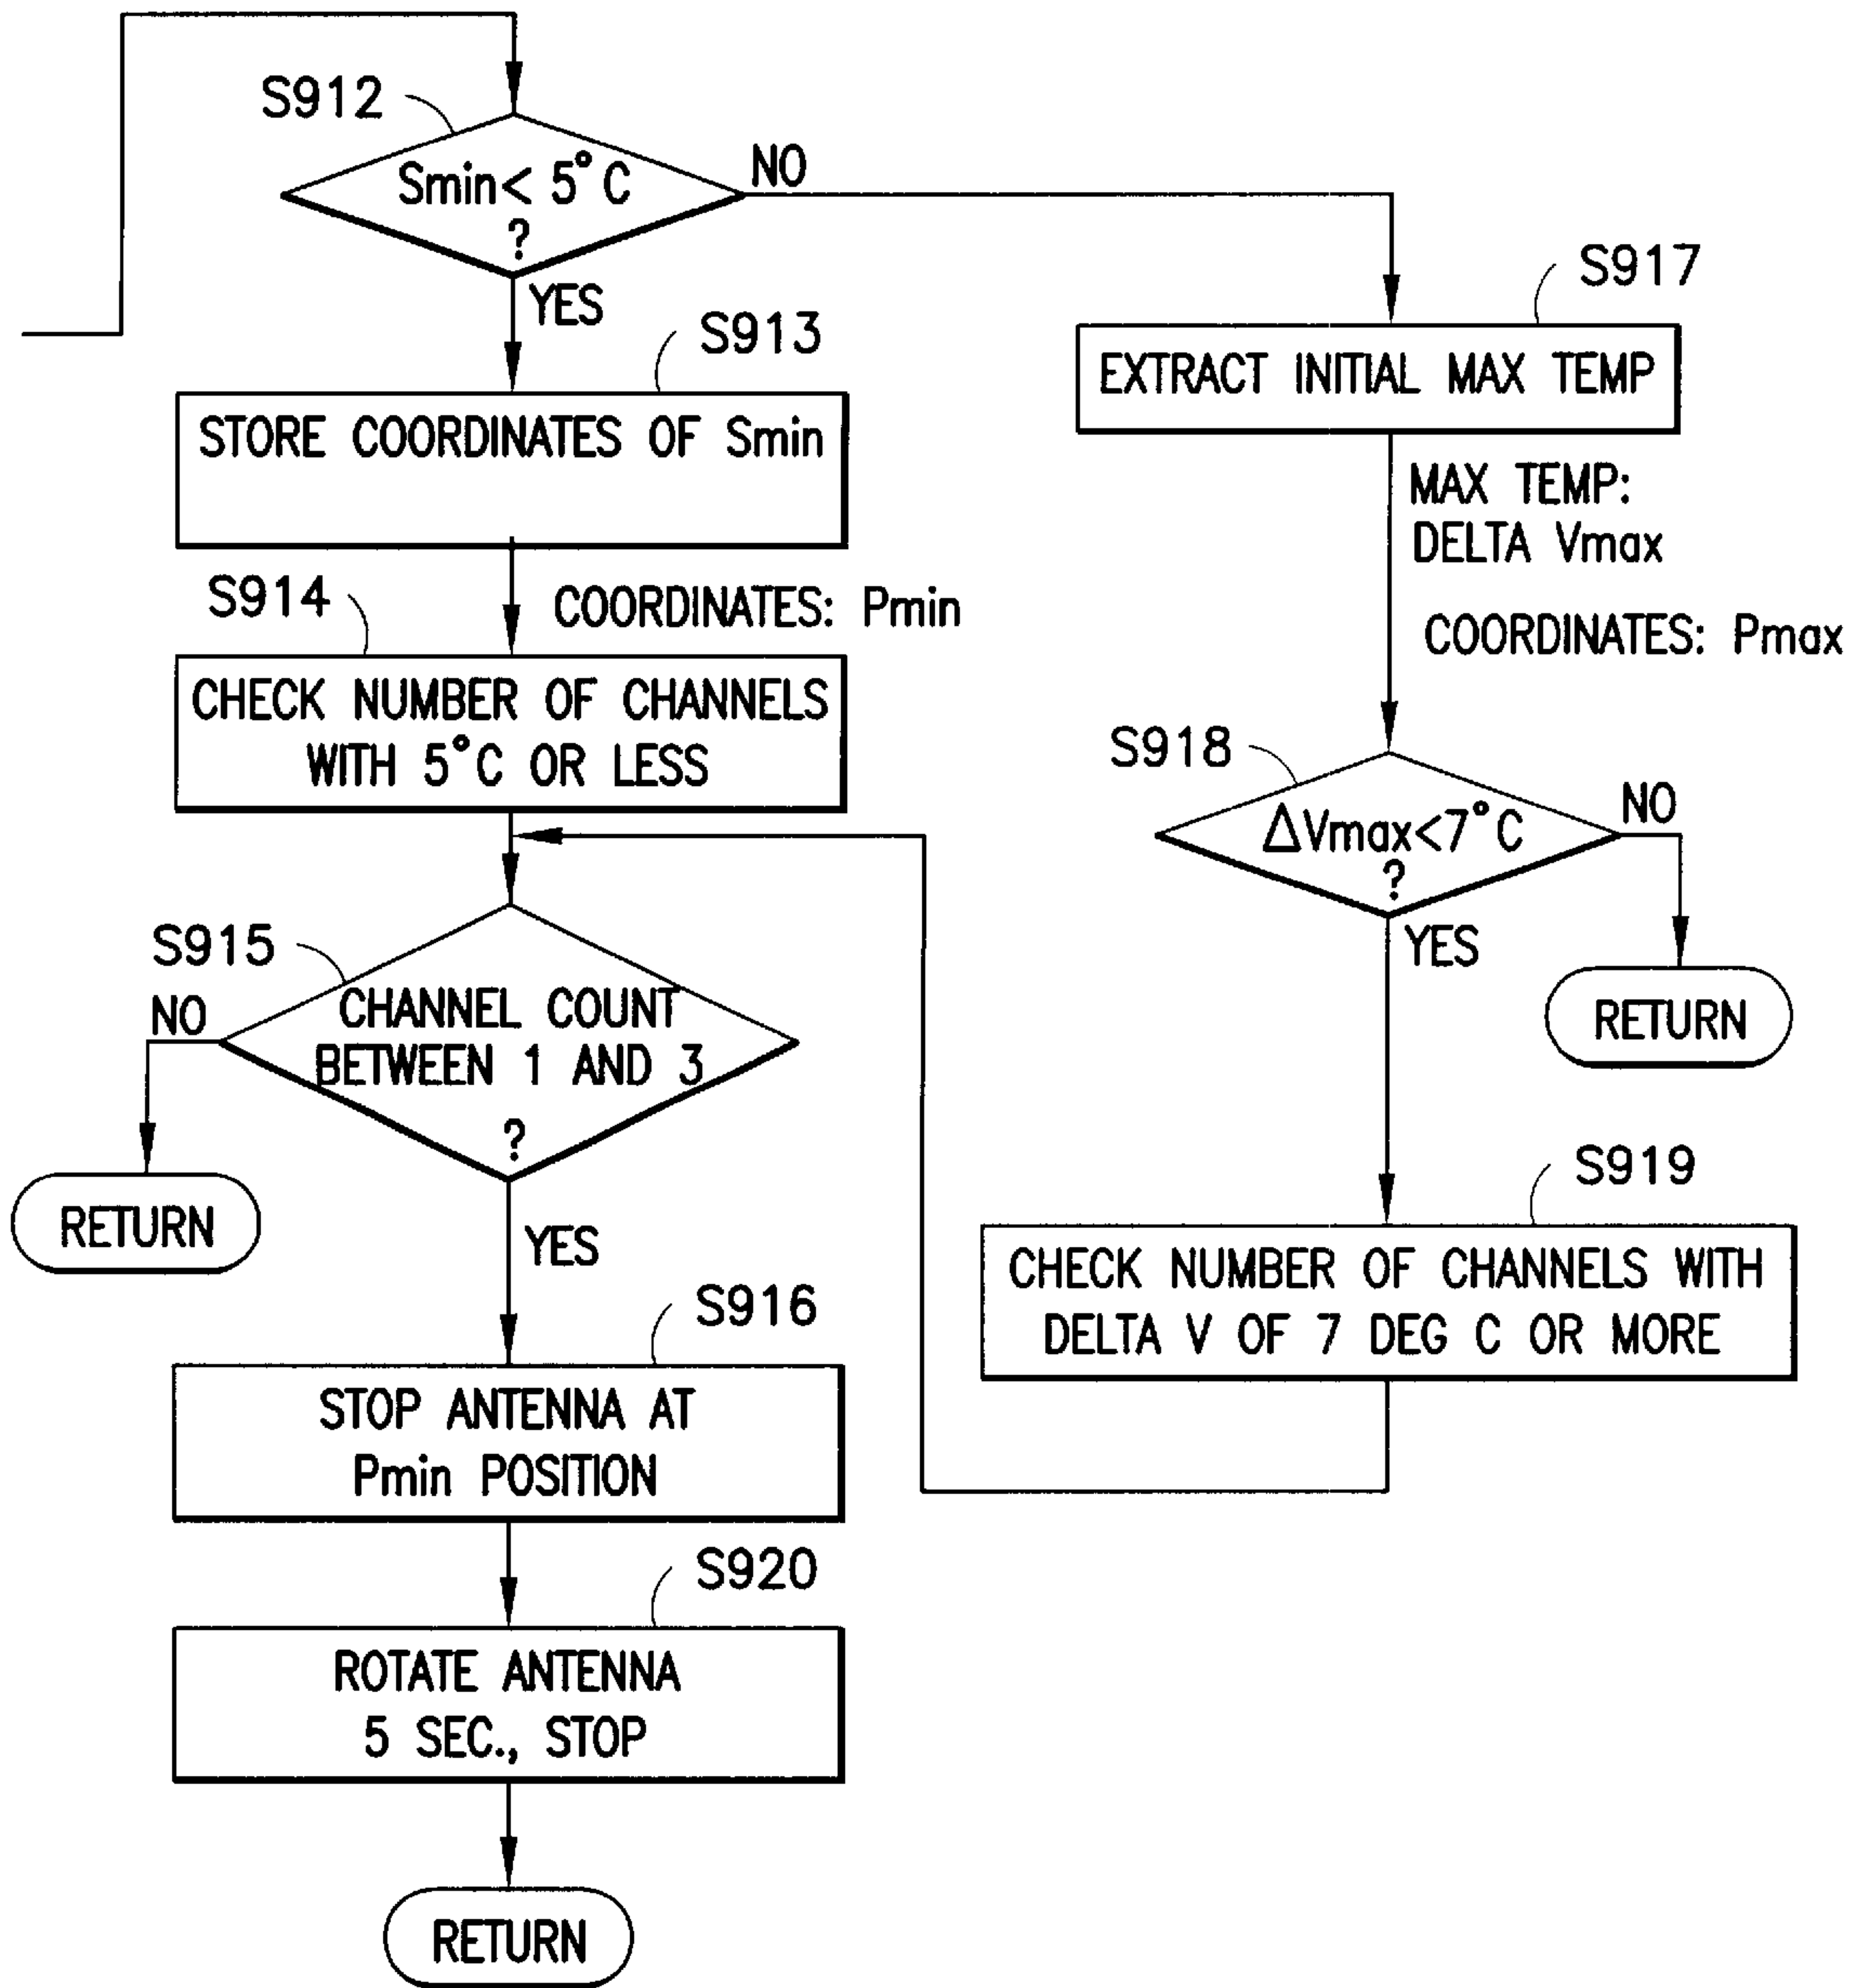 S912
Smin< 5°C
?
NO
YES
S913
STORE COORDINATES OF Smin
COORDINATES: Pmin
S914
CHECK NUMBER OF CHANNELS
WITH 5°C OR LESS
S915
CHANNEL COUNT
BETWEEN 1 AND 3
?
NO
RETURN
YES
S916
STOP ANTENNA AT
Pmin POSITION
S920
ROTATE ANTENNA
5 SEC., STOP
RETURN
S917
EXTRACT INITIAL MAX TEMP
MAX TEMP:
DELTA Vmax
COORDINATES: Pmax
S918
ΔVmax<7°C
?
NO
RETURN
YES
S919
CHECK NUMBER OF CHANNELS WITH
DELTA V OF 7 DEG C OR MORE